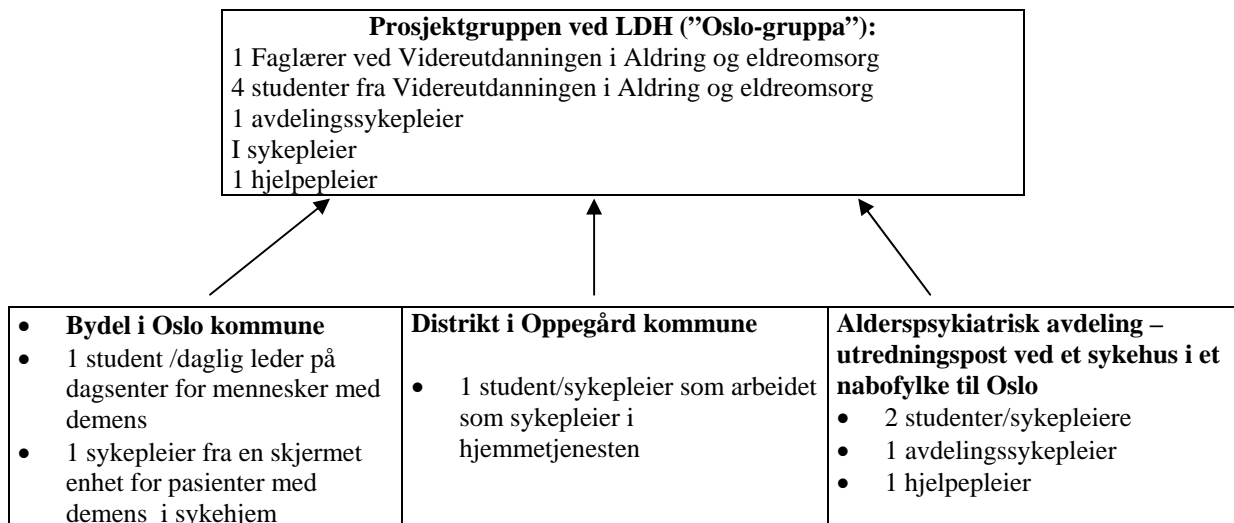 Prosjektgruppen ved LDH (”Oslo-gruppa”):
1 Faglærer ved Videreutdanningen i Aldring og eldreomsorg
4 studenter fra Videreutdanningen i Aldring og eldreomsorg
1 avdelingssykepleier
I sykepleier
1 hjelpepleier
• Bydel i Oslo kommune
• 1 student /daglig leder på
dagsenter for mennesker med
demens
• 1 sykepleier fra en skjermet
enhet for pasienter med
demens i sykehjem
Distrikt i Oppegård kommune
• 1 student/sykepleier som arbeidet
som sykepleier i
hjemmetjenesten
Alderspsykiatrisk avdeling –
utredningspost ved et sykehus i et
nabofylke til Oslo
• 2 studenter/sykepleiere
• 1 avdelingssykepleier
• 1 hjelpepleier